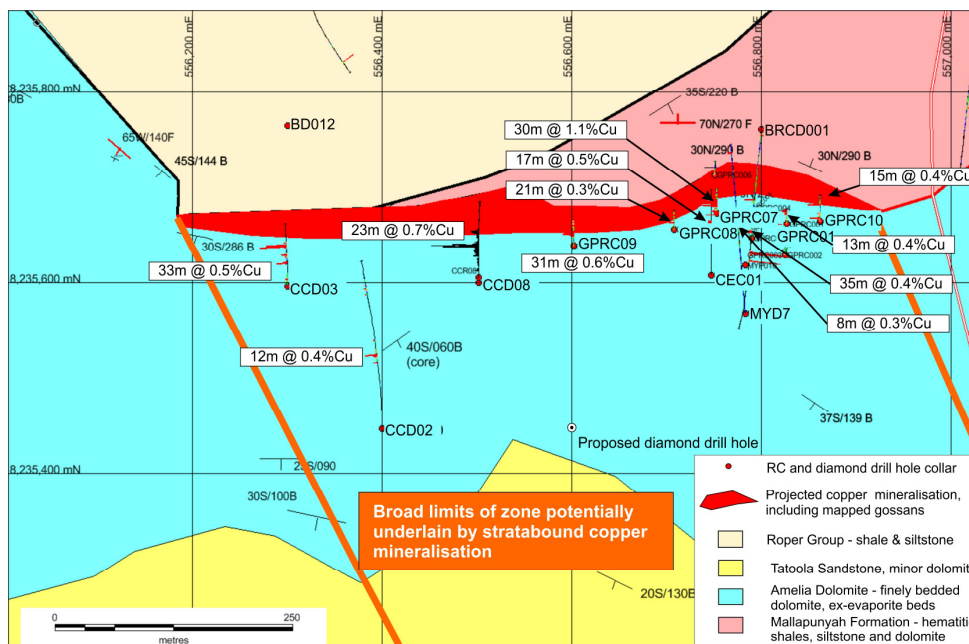 556,200 mE
556,400 mE
556,600 mE
556,800 mE
557,000 mE
8,235,800 mN
35S/220 B
BD012
30m @ 1.1%Cu
70N/270 F
BRCD001
65W/140F
45S/144 B
17m @ 0.5%Cu
30N/290 B
30N/290 B
15m @ 0.4%Cu
21m @ 0.3%Cu
GPRC07
GPRC10
30S/286 B
23m @ 0.7%Cu
GPRC09
GPRC08
GPRC01
13m @ 0.4%Cu
33m @ 0.5%Cu
31m @ 0.6%Cu
GPRC002
8,235,600 mN
CCD03
CCR08
CCD08
CEC01
35m @ 0.4%Cu
MYD7
8m @ 0.3%Cu
12m @ 0.4%Cu
40S/060B
(core)
37S/139 B
CCD02
Proposed diamond drill hole
8,235,400 mN
25S/090
30S/100B
Broad limits of zone potentially
underlain by stratabound copper
mineralisation
20S/130B
RC and diamond drill hole collar
Projected copper mineralisation,
including mapped gossans
Roper Group - shale & siltstone
Tatoola Sandstone, minor dolomit
Amelia Dolomite - finely bedded
dolomite, ex-evaporite beds
Mallapunyah Formation - hematiti
shales, siltstone and dolomite
0
250
metres